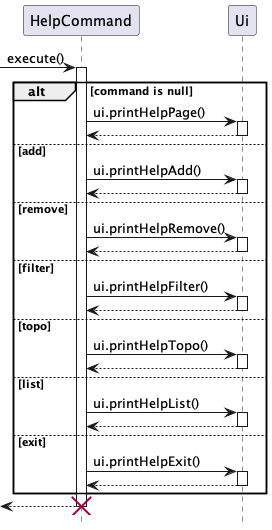 HelpCommand Ui
execute()
alt [command is null]
ui.printHelpPage()
[add]
ui.printHelpAdd()
[remove]
ui.printHelpRemove()
[filter]
ui.printHelpFilter()
[topo]
ui.printHelpTopo()
[list]
ui.printHelpList()
[exit]
ui.printHelpExit()